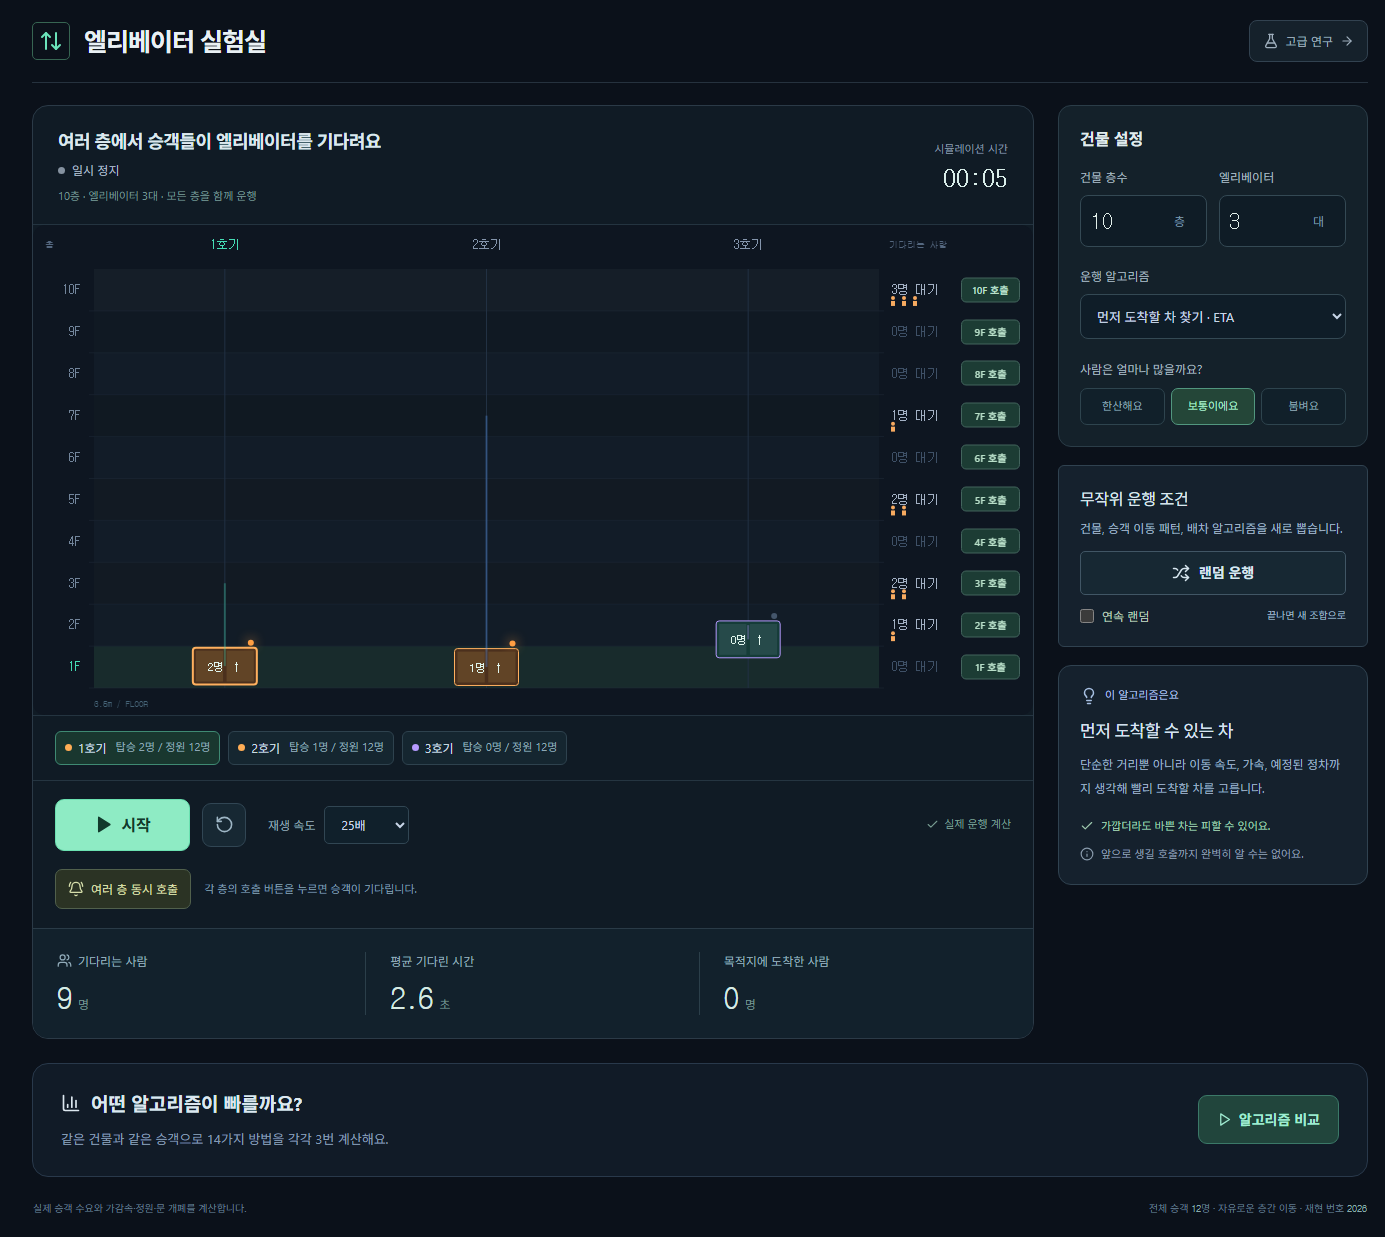 엘리베이터 실험실
고급 연구
여러 층에서 승객들이 엘리베이터를 기다려요
일시 정지
10층 · 엘리베이터 3대 · 모든 층을 함께 운행
시뮬레이션 시간
00:05
층 1호기 2호기 3호기 기다리는 사람
10F 3명 대기 10F 호출
9F 0명 대기 9F 호출
8F 0명 대기 8F 호출
7F 1명 대기 7F 호출
6F 0명 대기 6F 호출
5F 2명 대기 5F 호출
4F 0명 대기 4F 호출
3F 2명 대기 3F 호출
2F 0명 ↑ 1명 대기 2F 호출
1F 2명 ↑ 1명 ↑ 0명 대기 1F 호출
3.6m / FLOOR
1호기 탑승 2명 / 정원 12명
2호기 탑승 1명 / 정원 12명
3호기 탑승 0명 / 정원 12명
시작
재생 속도 25배
실제 운행 계산
여러 층 동시 호출
각 층의 호출 버튼을 누르면 승객이 기다립니다.
기다리는 사람
9 명
평균 기다린 시간
2.6 초
목적지에 도착한 사람
0 명
건물 설정
건물 층수
10 층
엘리베이터
3 대
운행 알고리즘
먼저 도착할 차 찾기 · ETA
사람은 얼마나 많을까요?
한산해요 보통이에요 붐벼요
무작위 운행 조건
건물, 승객 이동 패턴, 배차 알고리즘을 새로 뽑습니다.
랜덤 운행
연속 랜덤 끝나면 새 조합으로
이 알고리즘은요
먼저 도착할 수 있는 차
단순한 거리뿐 아니라 이동 속도, 가속, 예정된 정차까
지 생각해 빨리 도착할 차를 고릅니다.
가깝더라도 바쁜 차는 피할 수 있어요.
앞으로 생길 호출까지 완벽히 알 수는 없어요.
어떤 알고리즘이 빠를까요?
같은 건물과 같은 승객으로 14가지 방법을 각각 3번 계산해요.
알고리즘 비교
실제 승객 수요와 가감속·정원·문 개폐를 계산합니다.
전체 승객 12명 · 자유로운 층간 이동 · 재현 번호 2026